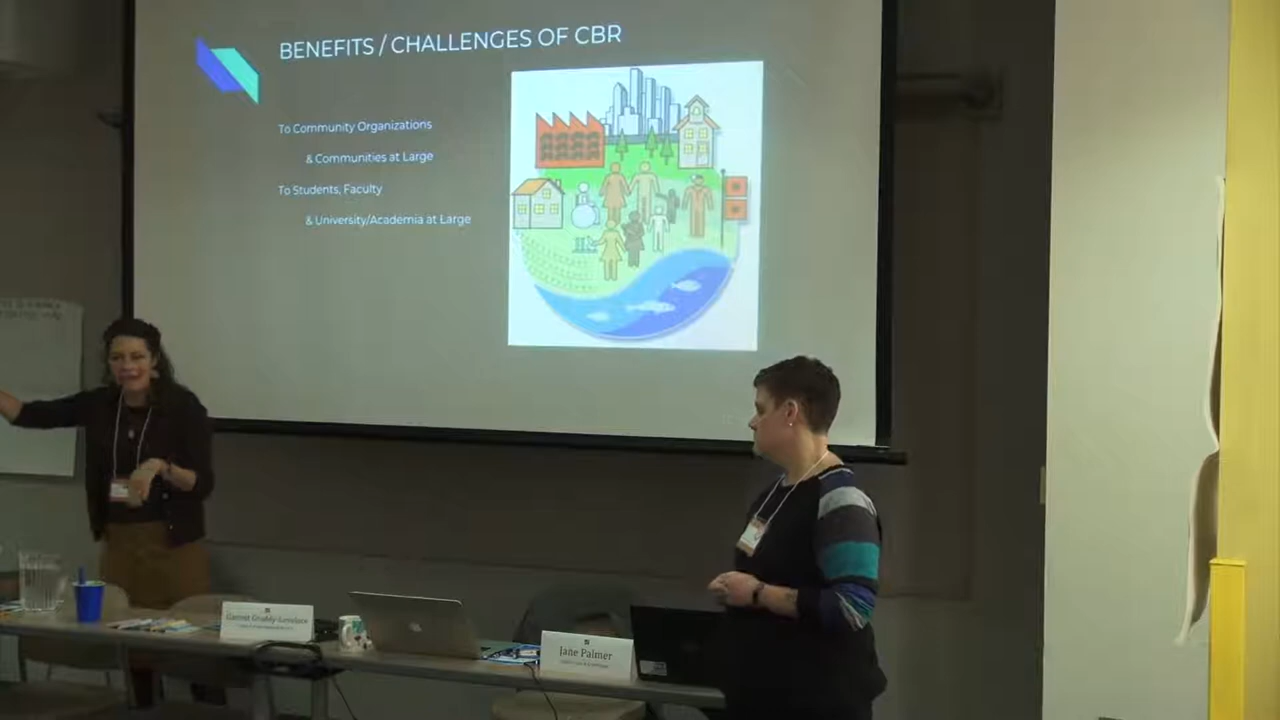 BENEFITS / CHALLENGES OF CBR
To Community Organizations
& Communities at Large
To Students, Faculty
& University/Academia at Large
Jane Palmer